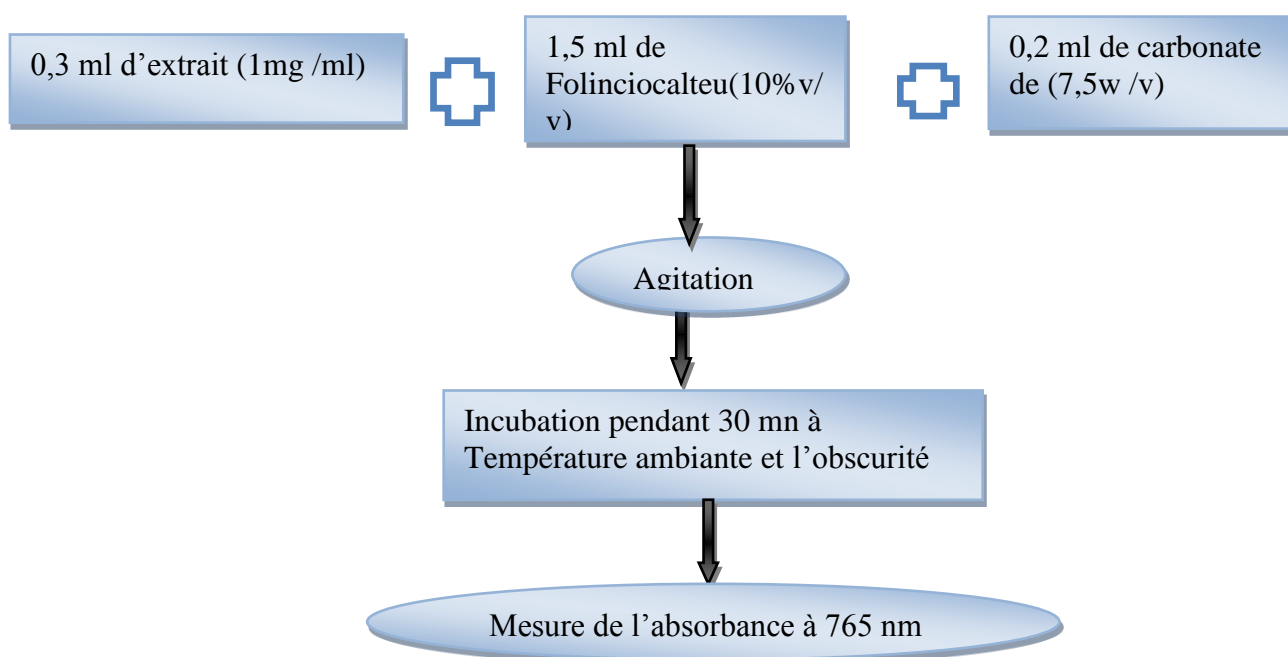 0,3 ml d’extrait (1mg /ml)
1,5 ml de
Folinciocalteu(10%v/
v)
0,2 ml de carbonate
de (7,5w /v)
Agitation
Incubation pendant 30 mn à
Température ambiante et l’obscurité
Mesure de l’absorbance à 765 nm